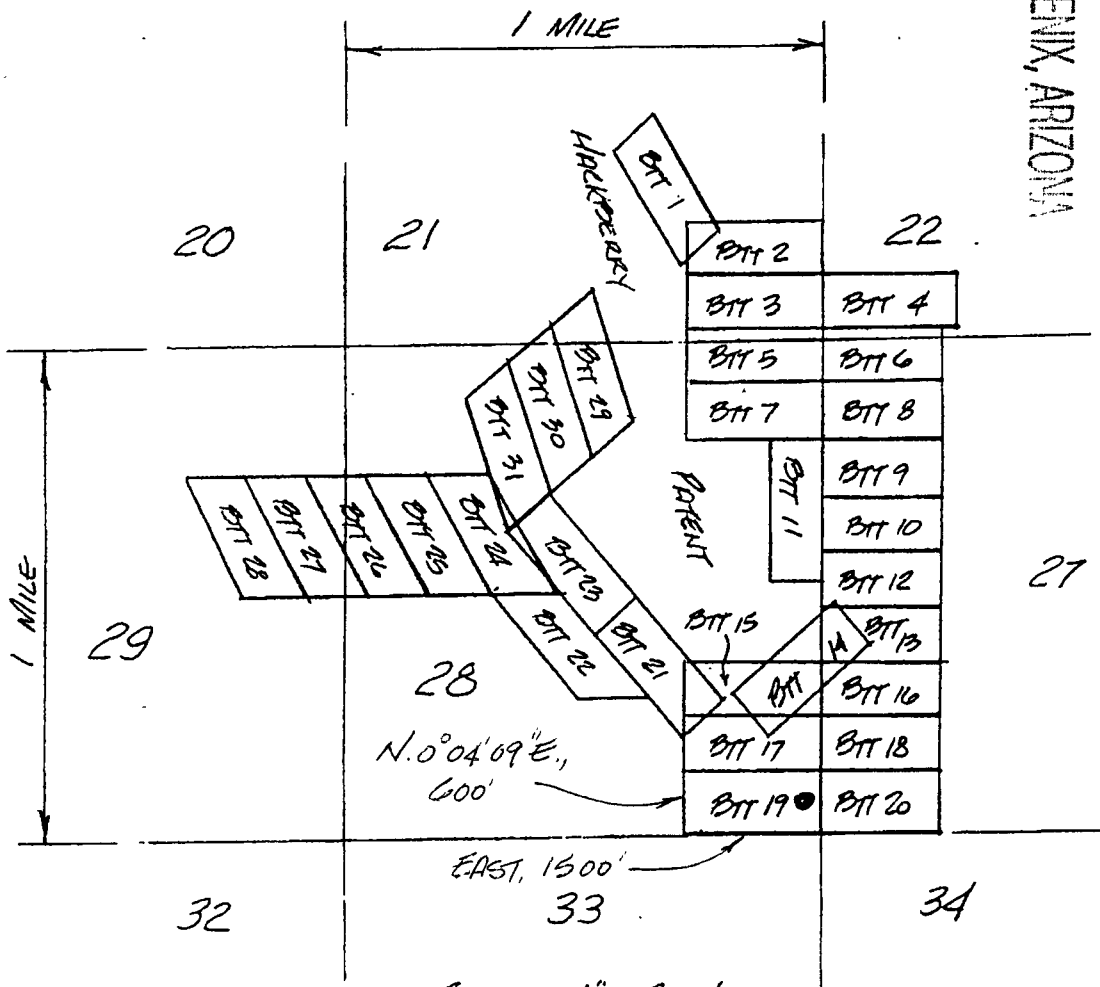 1 MILE
ENIX, ARIZONA
HACKBERRY
BTT 1
20
21
22
BTT 2
BTT 3
BTT 4
BTT 5
BTT 6
BTT 7
BTT 8
BTT 29
BTT 30
BTT 31
BTT 9
BTT 11
PATENT
BTT 10
BTT 28
BTT 27
BTT 26
BTT 25
BTT 24
BTT 23
BTT 12
27
1 MILE
29
BTT 22
BTT 21
BTT 15
BTT 14
BTT 13
28
BTT 16
N. 0°04'09"E.,
600'
BTT 17
BTT 18
BTT 19
BTT 20
EAST, 1500'
32
33
34